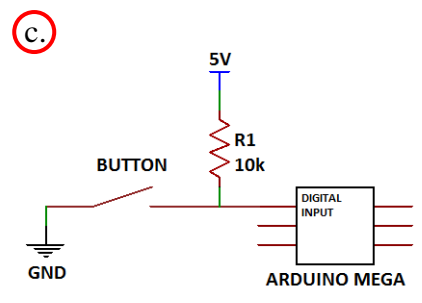 c.
5V
R1
10k
BUTTON
DIGITAL
INPUT
GND
ARDUINO MEGA